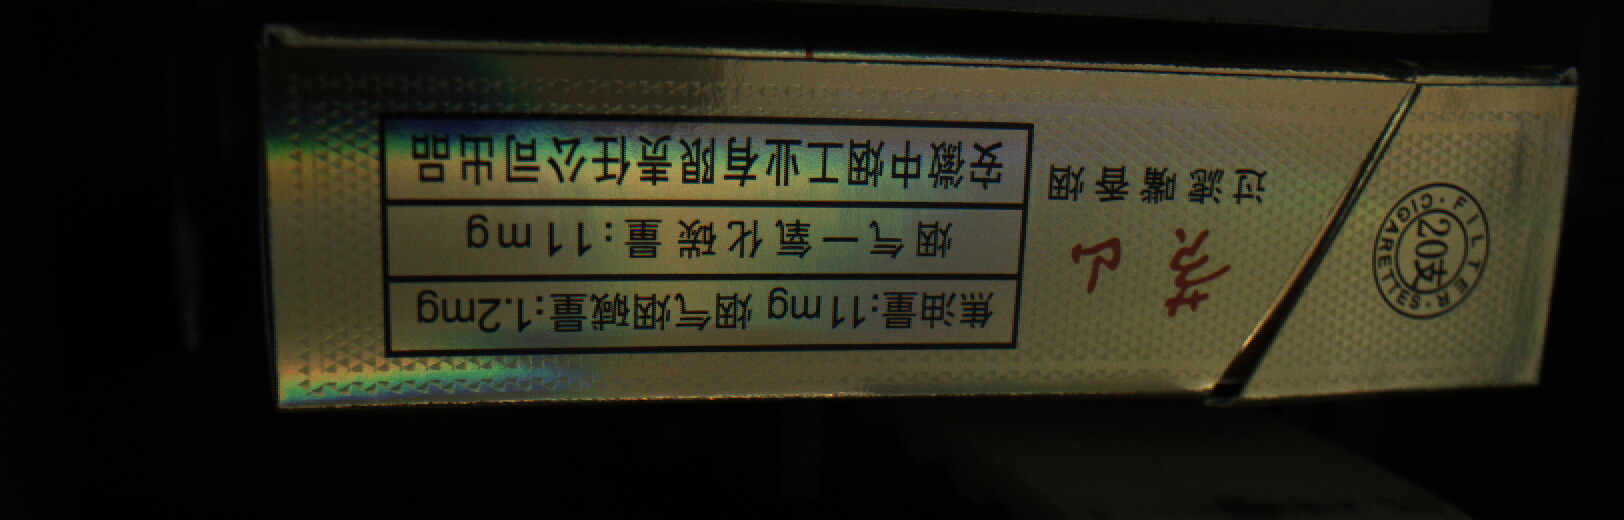 FILTER·CIGARETTES·
20支
黄山
过滤嘴香烟
焦油量:11mg 烟气烟碱量:1.2mg
烟气一氧化碳量:11mg
安徽中烟工业有限责任公司出品